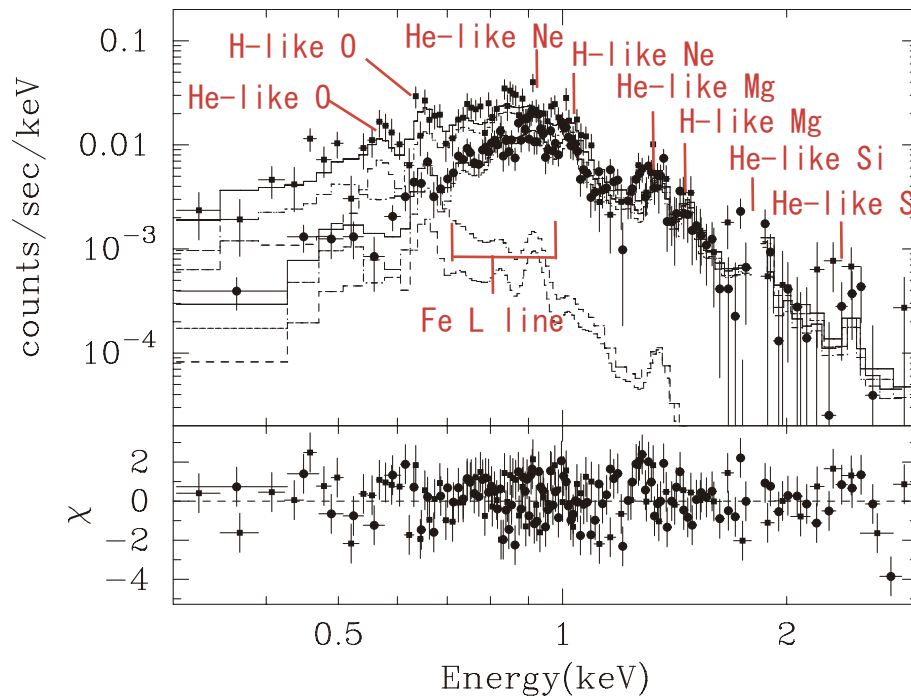 0.1
0.01
10⁻³
10⁻⁴
counts/sec/keV
He-like Ne
H-like O
H-like Ne
He-like O
He-like Mg
H-like Mg
He-like Si
He-like S
Fe L line
2
0
-2
-4
χ
0.5
1
2
Energy(keV)